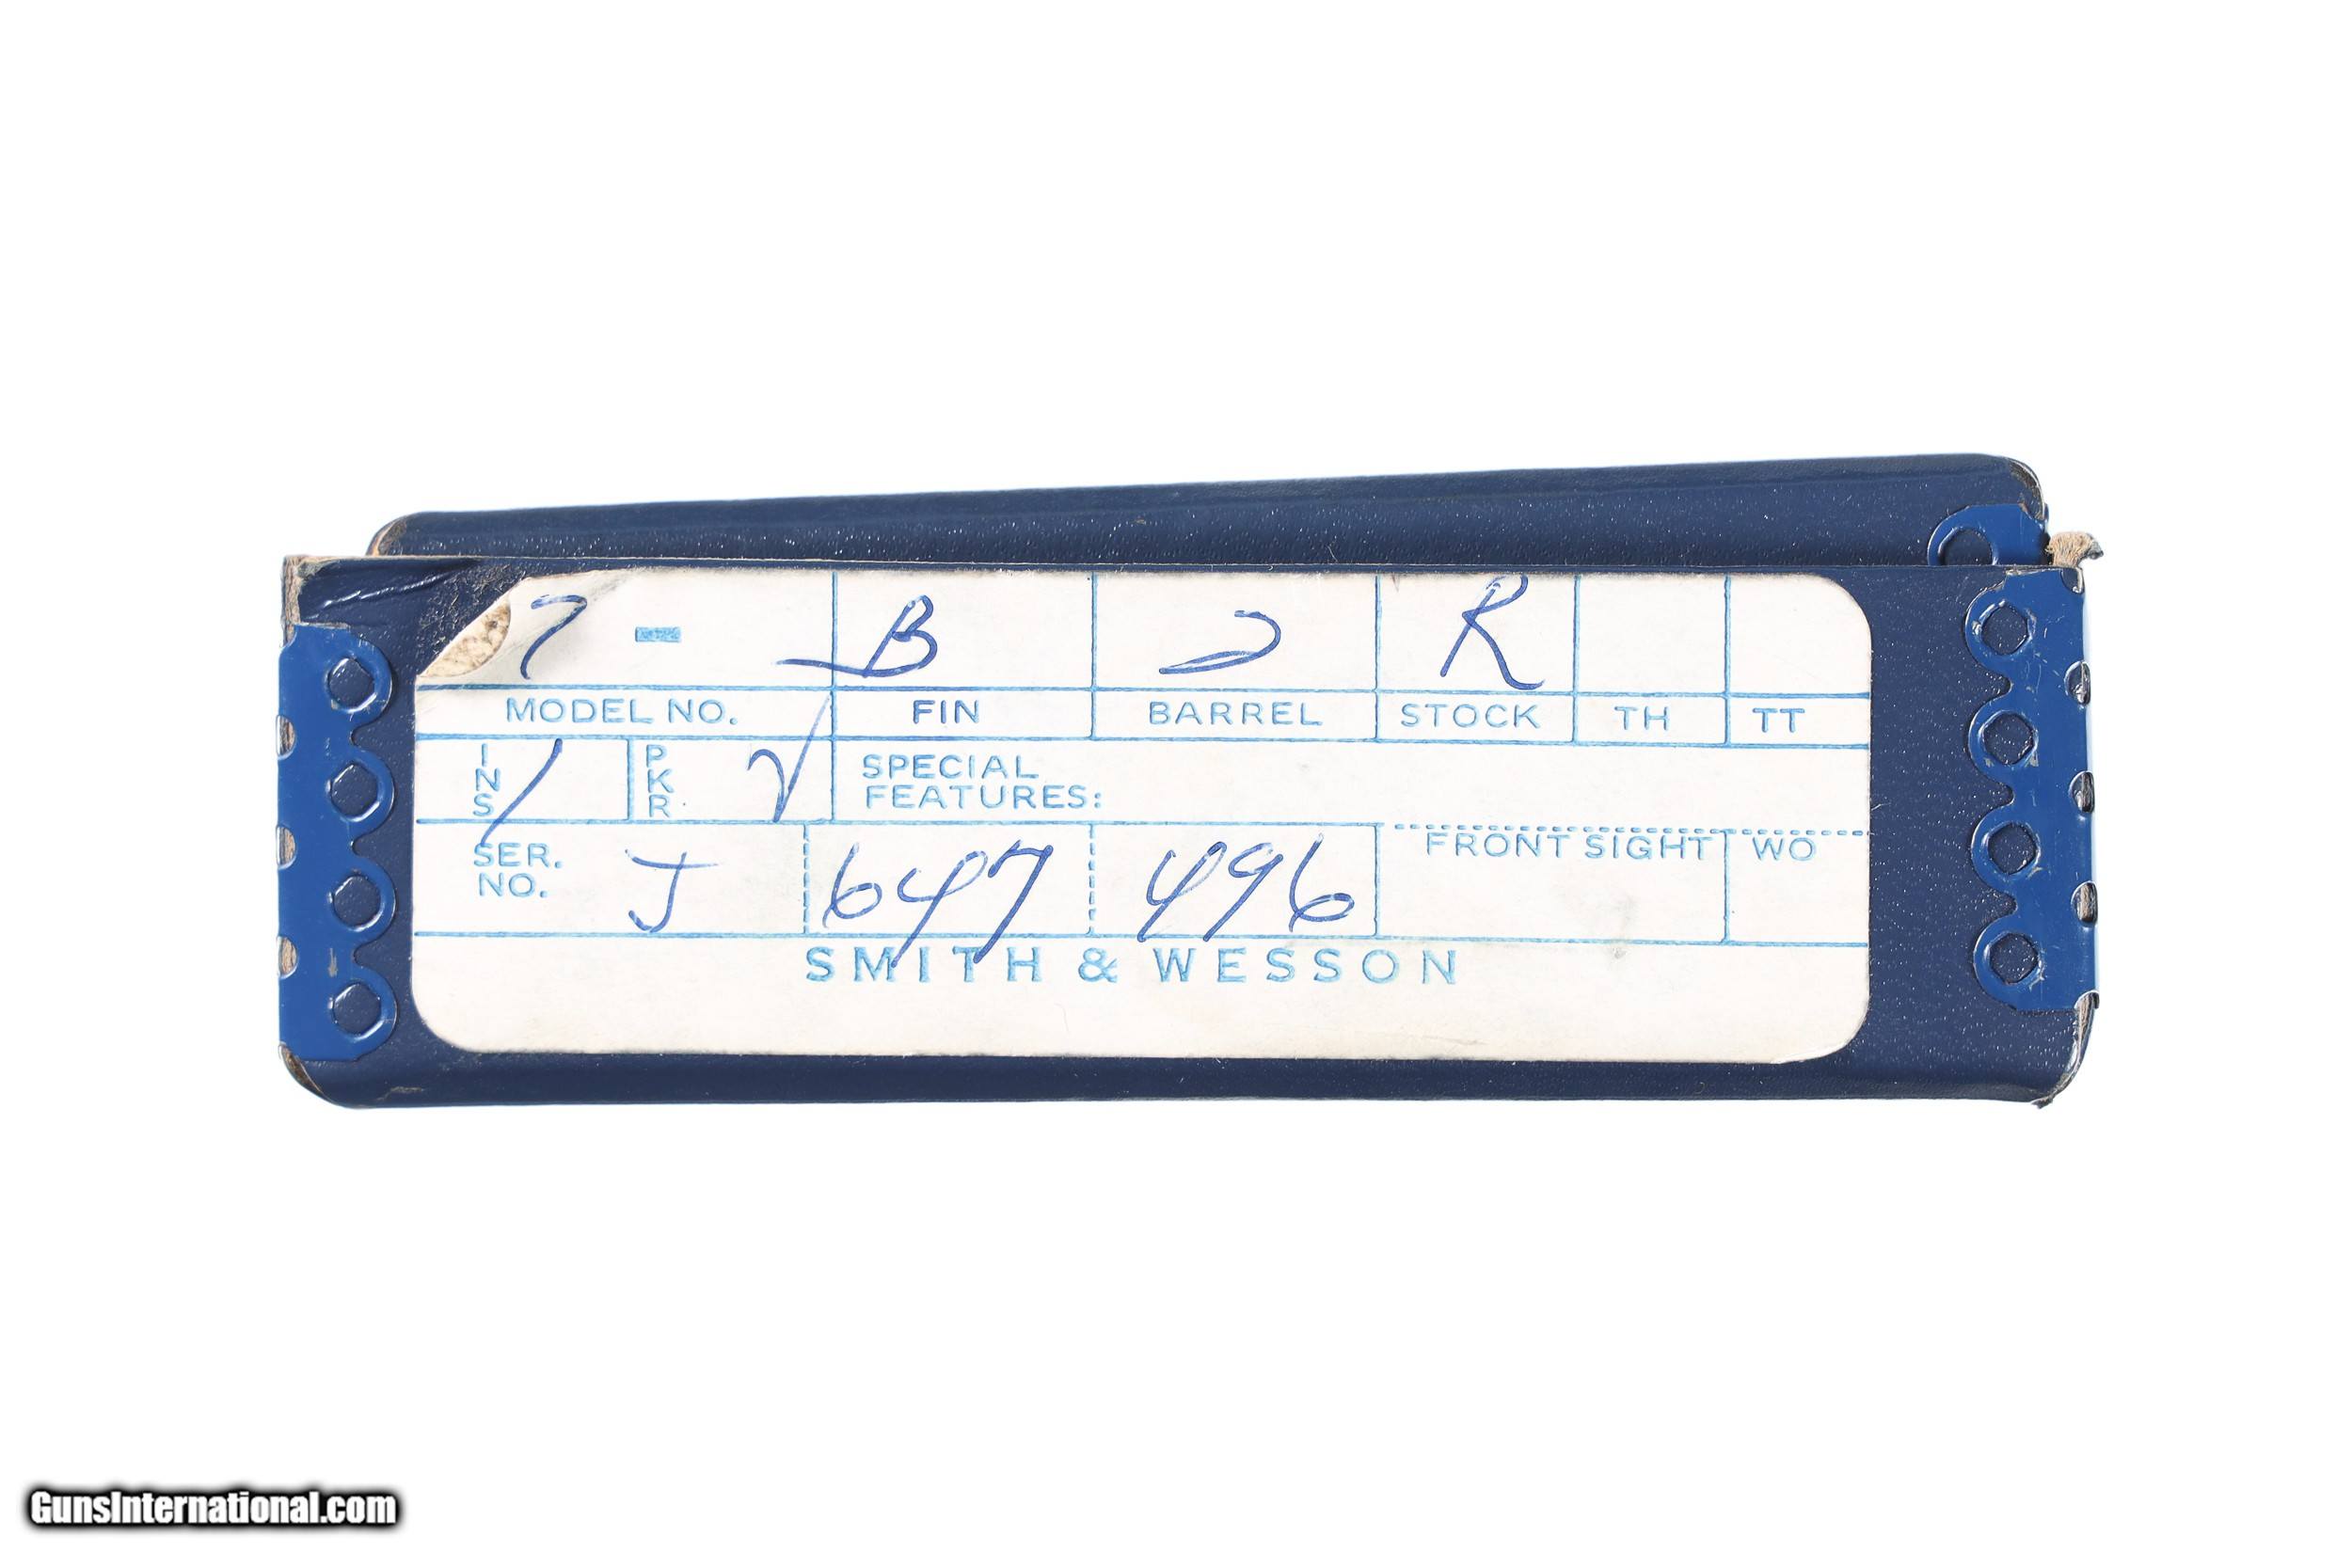 7 - B 2 R
MODEL NO. FIN BARREL STOCK TH TT
INS / PKR √ SPECIAL
FEATURES:
SER. NO. J 647 496 FRONT SIGHT WO
SMITH & WESSON
GunsInternational.com